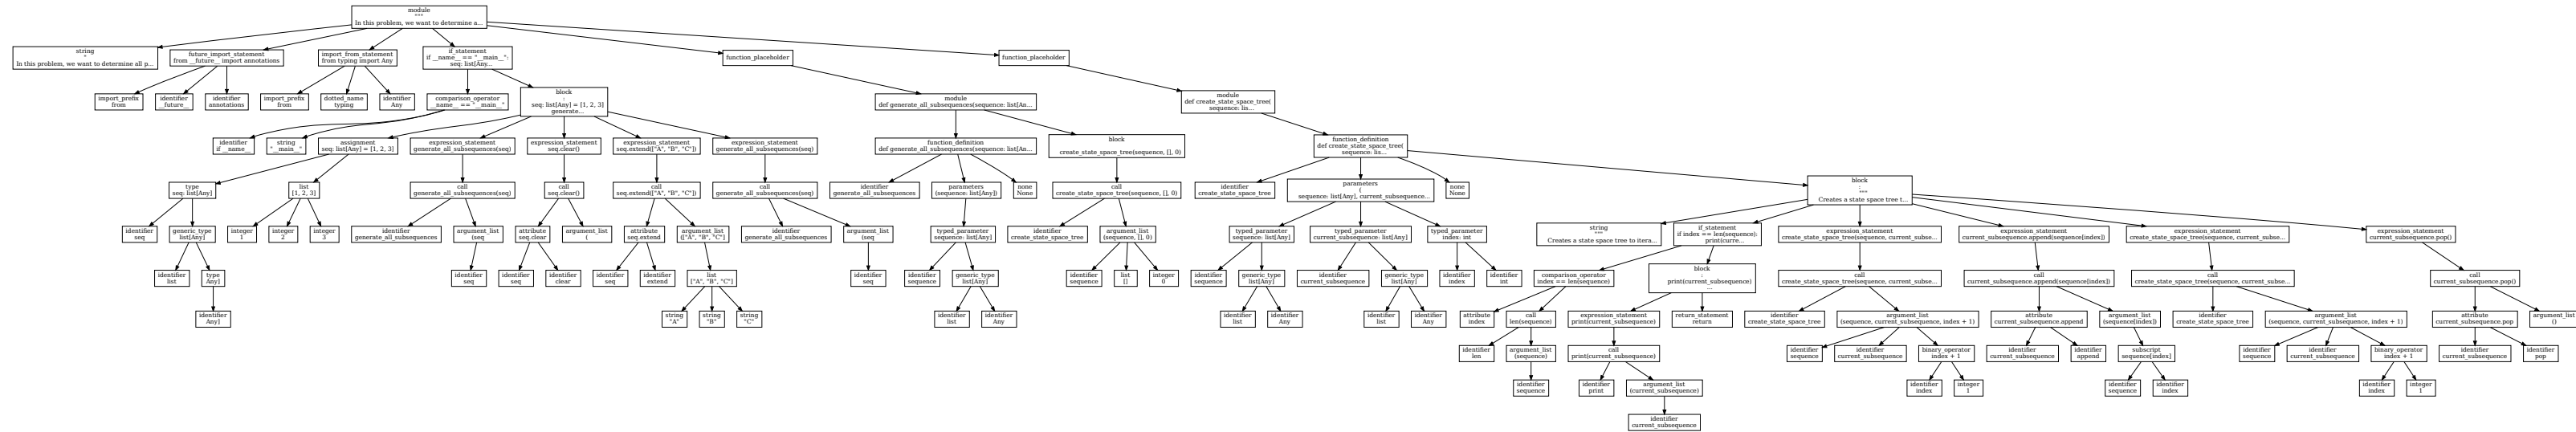 module
"""
In this problem, we want to determine a...
string
"
In this problem, we want to determine all p...
future_import_statement
from __future__ import annotations
import_from_statement
from typing import Any
if_statement
if __name__ == "__main__":
seq: list[Any...
function_placeholder
function_placeholder
import_prefix
from
identifier
__future__
identifier
annotations
import_prefix
from
dotted_name
typing
identifier
Any
comparison_operator
__name__ == "__main__"
block
:
seq: list[Any] = [1, 2, 3]
generate...
module
def generate_all_subsequences(sequence: list[An...
module
def create_state_space_tree(
sequence: lis...
identifier
if __name__
string
"__main__"
assignment
seq: list[Any] = [1, 2, 3]
expression_statement
generate_all_subsequences(seq)
expression_statement
seq.clear()
expression_statement
seq.extend(["A", "B", "C"])
expression_statement
generate_all_subsequences(seq)
function_definition
def generate_all_subsequences(sequence: list[An...
block
create_state_space_tree(sequence, [], 0)
function_definition
def create_state_space_tree(
sequence: lis...
type
seq: list[Any]
list
[1, 2, 3]
call
generate_all_subsequences(seq)
call
seq.clear()
call
seq.extend(["A", "B", "C"])
call
generate_all_subsequences(seq)
identifier
generate_all_subsequences
parameters
(sequence: list[Any])
none
None
call
create_state_space_tree(sequence, [], 0)
identifier
create_state_space_tree
parameters
(
sequence: list[Any], current_subsequence...
none
None
block
:
"""
Creates a state space tree t...
identifier
seq
generic_type
list[Any]
integer
1
integer
2
integer
3
identifier
generate_all_subsequences
argument_list
(seq
attribute
seq.clear
argument_list
(
attribute
seq.extend
argument_list
(["A", "B", "C"]
identifier
generate_all_subsequences
argument_list
(seq
typed_parameter
sequence: list[Any]
identifier
create_state_space_tree
argument_list
(sequence, [], 0)
typed_parameter
sequence: list[Any]
typed_parameter
current_subsequence: list[Any]
typed_parameter
index: int
string
"""
Creates a state space tree to itera...
if_statement
if index == len(sequence):
print(curre...
expression_statement
create_state_space_tree(sequence, current_subse...
expression_statement
current_subsequence.append(sequence[index])
expression_statement
create_state_space_tree(sequence, current_subse...
expression_statement
current_subsequence.pop()
identifier
list
type
Any]
identifier
seq
identifier
seq
identifier
clear
identifier
seq
identifier
extend
list
["A", "B", "C"]
identifier
seq
identifier
sequence
generic_type
list[Any]
identifier
sequence
list
[]
integer
0
identifier
sequence
generic_type
list[Any]
identifier
current_subsequence
generic_type
list[Any]
identifier
index
identifier
int
comparison_operator
index == len(sequence)
block
:
print(current_subsequence)
...
call
create_state_space_tree(sequence, current_subse...
call
current_subsequence.append(sequence[index])
call
create_state_space_tree(sequence, current_subse...
call
current_subsequence.pop()
identifier
Any]
string
"A"
string
"B"
string
"C"
identifier
list
identifier
Any
identifier
list
identifier
Any
identifier
list
identifier
Any
attribute
index
call
len(sequence)
expression_statement
print(current_subsequence)
return_statement
return
identifier
create_state_space_tree
argument_list
(sequence, current_subsequence, index + 1)
attribute
current_subsequence.append
argument_list
(sequence[index])
identifier
create_state_space_tree
argument_list
(sequence, current_subsequence, index + 1)
attribute
current_subsequence.pop
argument_list
()
identifier
len
argument_list
(sequence)
call
print(current_subsequence)
identifier
sequence
identifier
current_subsequence
binary_operator
index + 1
identifier
current_subsequence
identifier
append
subscript
sequence[index]
identifier
sequence
identifier
current_subsequence
binary_operator
index + 1
identifier
current_subsequence
identifier
pop
identifier
sequence
identifier
print
argument_list
(current_subsequence)
identifier
index
integer
1
identifier
sequence
identifier
index
identifier
index
integer
1
identifier
current_subsequence